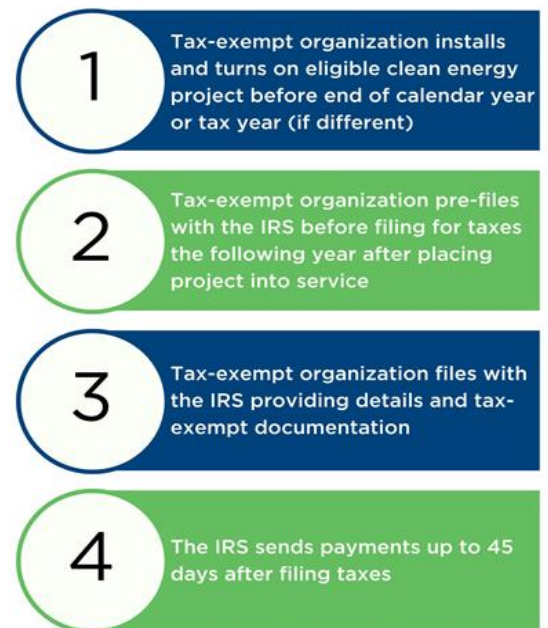 1
Tax-exempt organization installs
and turns on eligible clean energy
project before end of calendar year
or tax year (if different)
2
Tax-exempt organization pre-files
with the IRS before filing for taxes
the following year after placing
project into service
3
Tax-exempt organization files with
the IRS providing details and tax-
exempt documentation
4
The IRS sends payments up to 45
days after filing taxes